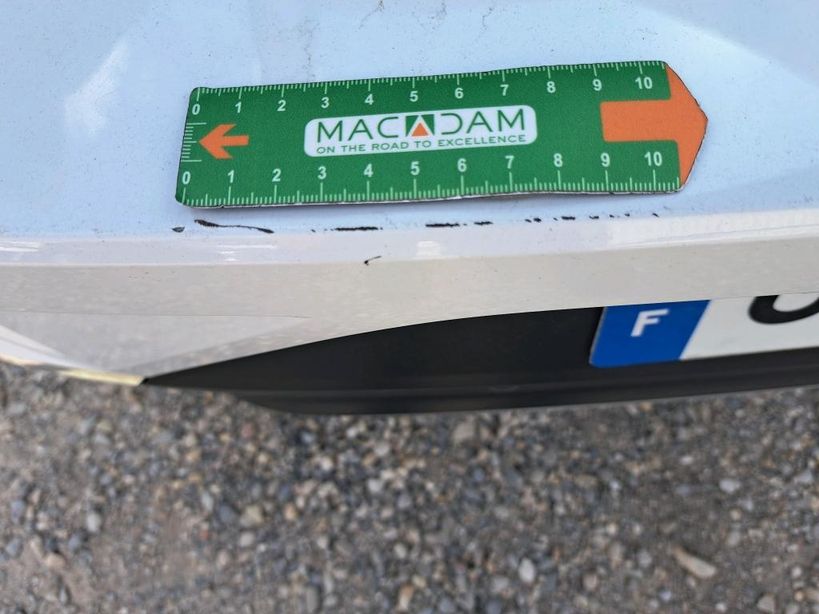 0 1 2 3 4 5 6 7 8 9 10
MACADAM
ON THE ROAD TO EXCELLENCE
0 1 2 3 4 5 6 7 8 9 10
F